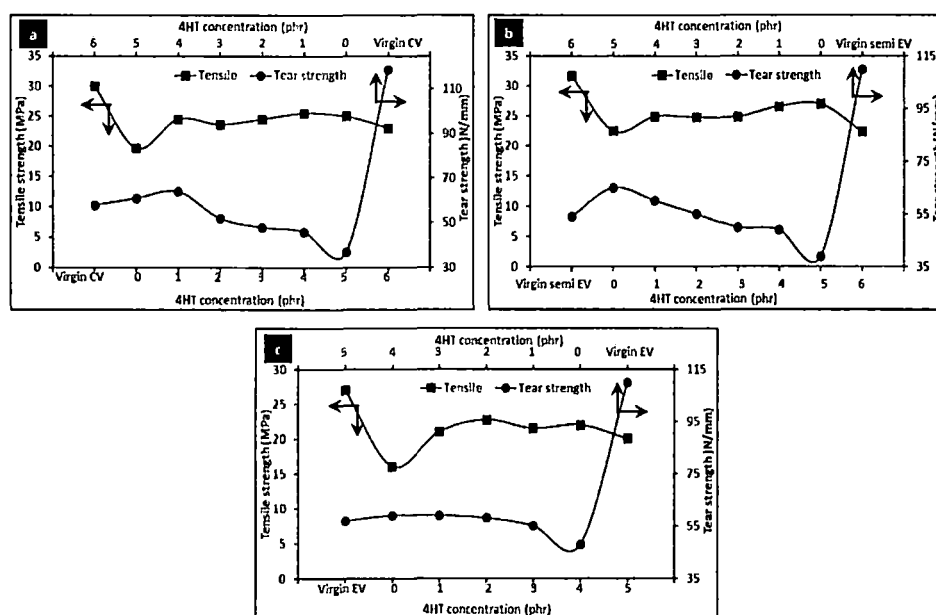 a
4HT concentration (phr)
6 5 4 3 2 1 0 Virgin CV
Tensile Tear strength
35
30
25
20
15
10
5
0
Tensile strength (MPa)
110
90
70
50
30
Tear strength (N/mm)
Virgin CV 0 1 2 3 4 5 6
4HT concentration (phr)
b
4HT concentration (phr)
6 5 4 3 2 1 0 Virgin semi EV
Tensile Tear strength
35
30
25
20
15
10
5
0
Tensile strength (MPa)
115
95
75
55
35
Tear strength (N/mm)
Virgin semi EV 0 1 2 3 4 5 6
4HT concentration (phr)
c
4HT concentration (phr)
5 4 3 2 1 0 Virgin EV
Tensile Tear strength
30
25
20
15
10
5
0
Tensile strength (MPa)
115
95
75
55
35
Tear strength (N/mm)
Virgin EV 0 1 2 3 4 5
4HT concentration (phr)